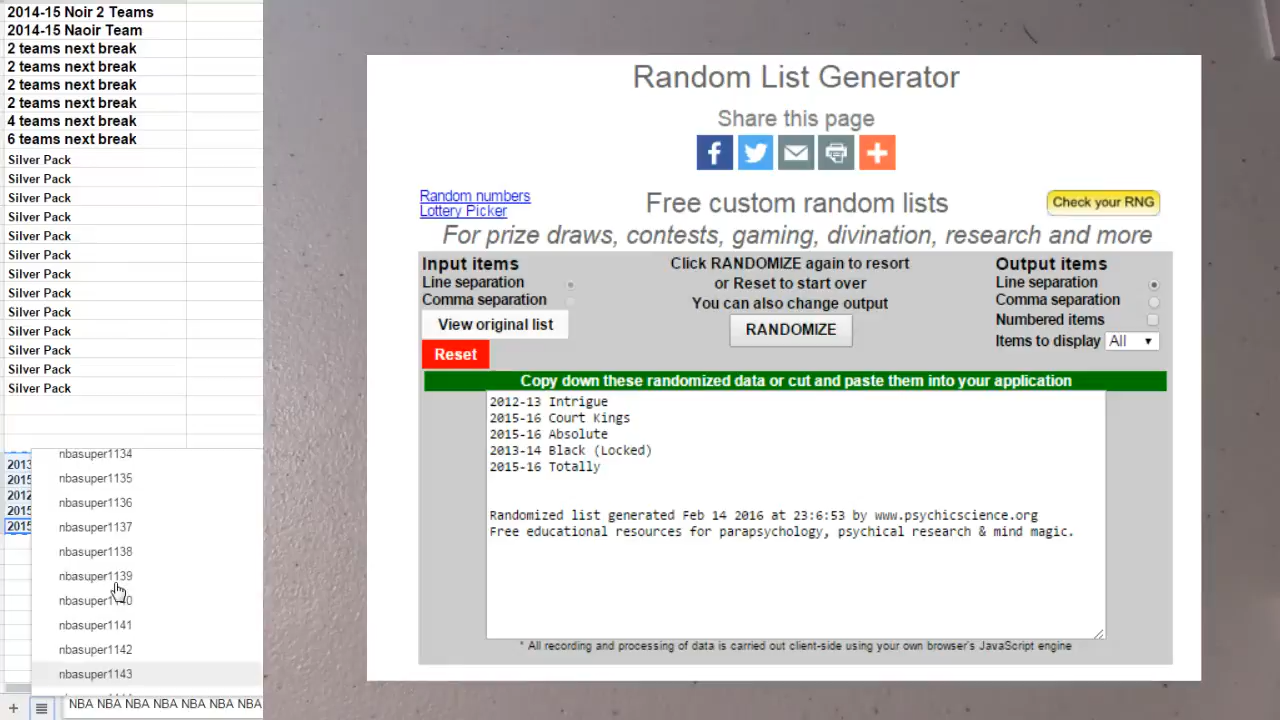 2014-15 Noir 2 Teams
2014-15 Naoir Team
2 teams next break
2 teams next break
2 teams next break
2 teams next break
4 teams next break
6 teams next break
Silver Pack
Silver Pack
Silver Pack
Silver Pack
Silver Pack
Silver Pack
Silver Pack
Silver Pack
Silver Pack
Silver Pack
Silver Pack
Silver Pack
Silver Pack
2013
2015
2012
2015
2015
nbasuper1134
nbasuper1135
nbasuper1136
nbasuper1137
nbasuper1138
nbasuper1139
nbasuper1140
nbasuper1141
nbasuper1142
nbasuper1143
+
NBA NBA NBA NBA NBA NBA NBA
Random List Generator
Share this page
Random numbers
Lottery Picker
Free custom random lists
Check your RNG
For prize draws, contests, gaming, divination, research and more
Input items
Line separation
Comma separation
View original list
Reset
Click RANDOMIZE again to resort
or Reset to start over
You can also change output
RANDOMIZE
Output items
Line separation
Comma separation
Numbered items
Items to display All
Copy down these randomized data or cut and paste them into your application
2012-13 Intrigue
2015-16 Court Kings
2015-16 Absolute
2013-14 Black (Locked)
2015-16 Totally
Randomized list generated Feb 14 2016 at 23:6:53 by www.psychicscience.org
Free educational resources for parapsychology, psychical research & mind magic.
* All recording and processing of data is carried out client-side using your own browser's JavaScript engine